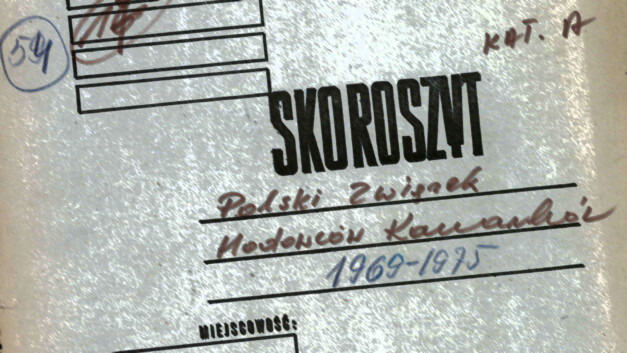 54
KAT. A
SKOROSZYT
Polski Związek
Hodowców Kanarków
1969-1975
MIEJSCOWOŚĆ: